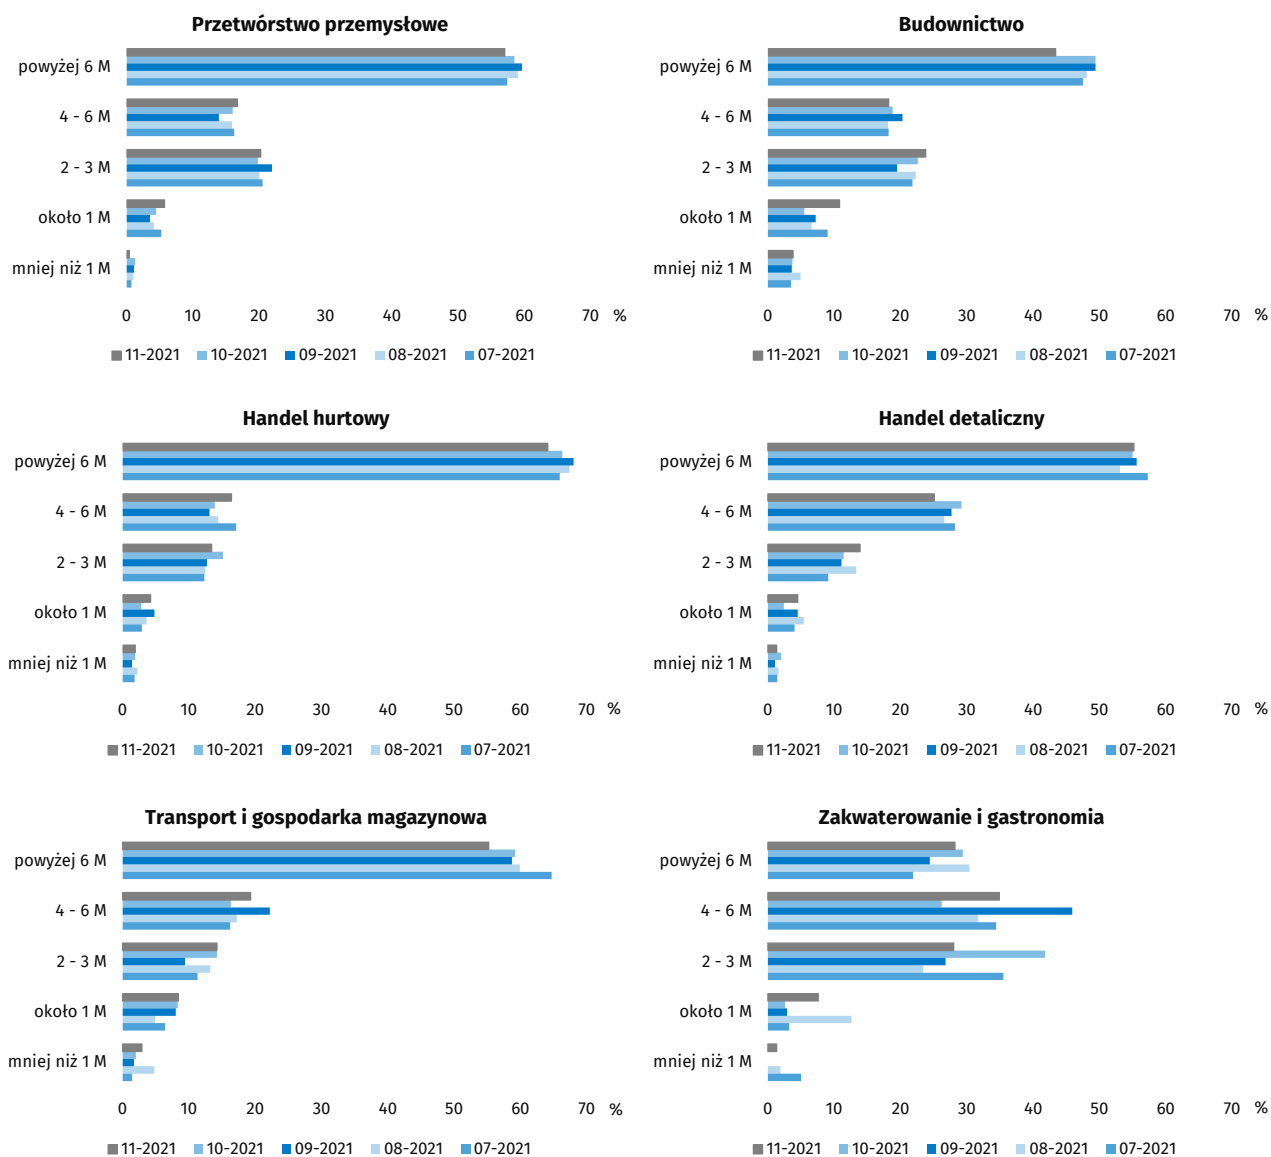 Przetwórstwo przemysłowe
powyżej 6 M
4 - 6 M
2 - 3 M
około 1 M
mniej niż 1 M
0 10 20 30 40 50 60 70 %
11-2021 10-2021 09-2021 08-2021 07-2021
Budownictwo
powyżej 6 M
4 - 6 M
2 - 3 M
około 1 M
mniej niż 1 M
0 10 20 30 40 50 60 70 %
11-2021 10-2021 09-2021 08-2021 07-2021
Handel hurtowy
powyżej 6 M
4 - 6 M
2 - 3 M
około 1 M
mniej niż 1 M
0 10 20 30 40 50 60 70 %
11-2021 10-2021 09-2021 08-2021 07-2021
Handel detaliczny
powyżej 6 M
4 - 6 M
2 - 3 M
około 1 M
mniej niż 1 M
0 10 20 30 40 50 60 70 %
11-2021 10-2021 09-2021 08-2021 07-2021
Transport i gospodarka magazynowa
powyżej 6 M
4 - 6 M
2 - 3 M
około 1 M
mniej niż 1 M
0 10 20 30 40 50 60 70 %
11-2021 10-2021 09-2021 08-2021 07-2021
Zakwaterowanie i gastronomia
powyżej 6 M
4 - 6 M
2 - 3 M
około 1 M
mniej niż 1 M
0 10 20 30 40 50 60 70 %
11-2021 10-2021 09-2021 08-2021 07-2021